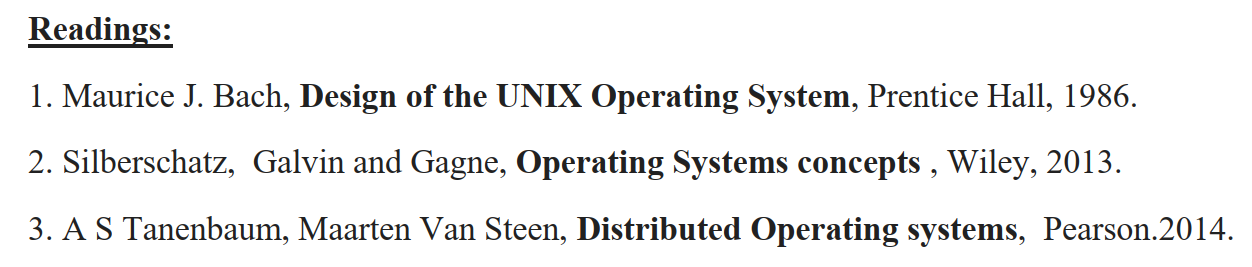 Readings:
1. Maurice J. Bach, Design of the UNIX Operating System, Prentice Hall, 1986.
2. Silberschatz,  Galvin and Gagne, Operating Systems concepts , Wiley, 2013.
3. A S Tanenbaum, Maarten Van Steen, Distributed Operating systems,  Pearson.2014.